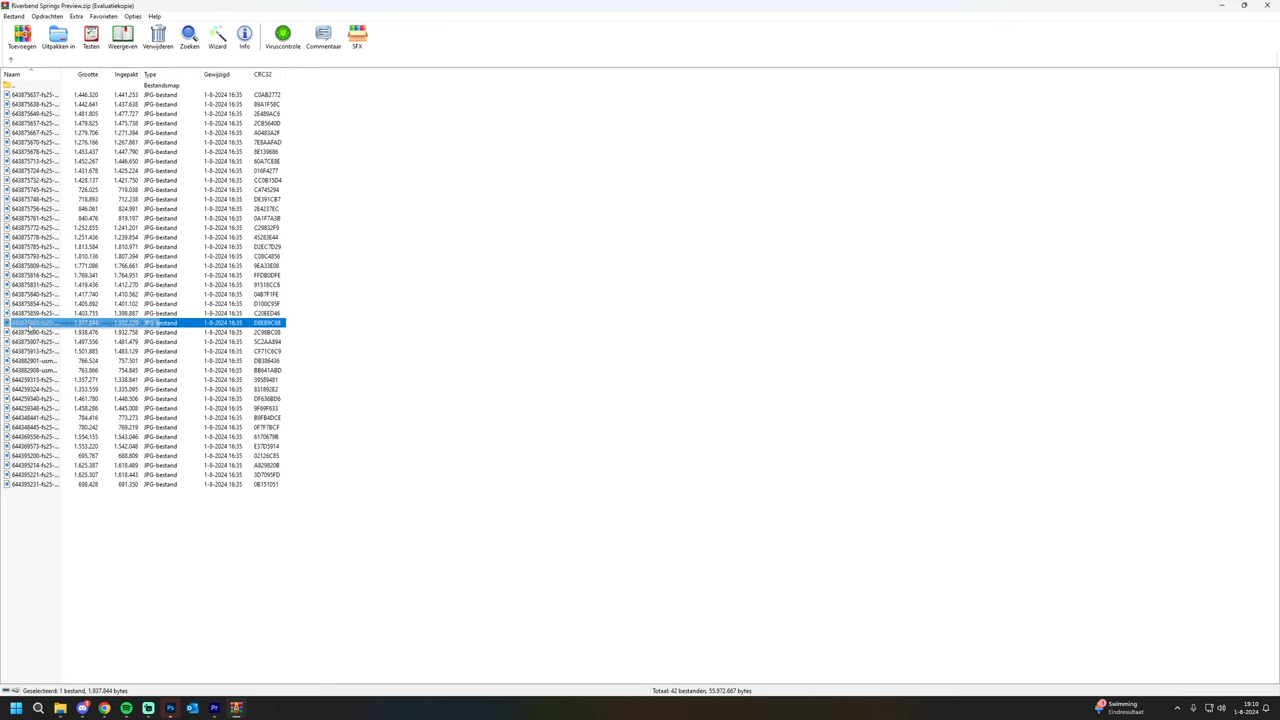 Riverbend Springs Preview.zip (Evaluatiekopie)
Bestand Opdrachten Extra Favorieten Opties Help
Toevoegen Uitpakken in Testen Weergeven Verwijderen Zoeken Wizard Info Viruscontrole Commentaar SFX
Naam Grootte Ingepakt Type Gewijzigd CRC32
.. Bestandsmap
643875637-fs25-... 1.446.320 1.441.253 JPG-bestand 1-8-2024 16:35 C0AB2772
643875638-fs25-... 1.442.641 1.437.638 JPG-bestand 1-8-2024 16:35 89A1F58C
643875649-fs25-... 1.481.805 1.477.727 JPG-bestand 1-8-2024 16:35 2E489AC6
643875657-fs25-... 1.479.825 1.475.738 JPG-bestand 1-8-2024 16:35 2CB5640D
643875667-fs25-... 1.279.706 1.271.394 JPG-bestand 1-8-2024 16:35 A0483A2F
643875670-fs25-... 1.276.166 1.267.861 JPG-bestand 1-8-2024 16:35 7E8AAFAD
643875678-fs25-... 1.453.437 1.447.790 JPG-bestand 1-8-2024 16:35 8E139686
643875713-fs25-... 1.452.267 1.446.650 JPG-bestand 1-8-2024 16:35 60A7CE8E
643875724-fs25-... 1.431.678 1.425.224 JPG-bestand 1-8-2024 16:35 016F4277
643875732-fs25-... 1.428.137 1.421.750 JPG-bestand 1-8-2024 16:35 CC0B15D4
643875745-fs25-... 726.025 719.038 JPG-bestand 1-8-2024 16:35 C4745294
643875748-fs25-... 718.893 712.238 JPG-bestand 1-8-2024 16:35 DE391CB7
643875756-fs25-... 846.061 824.991 JPG-bestand 1-8-2024 16:35 2E4237EC
643875761-fs25-... 840.476 819.197 JPG-bestand 1-8-2024 16:35 0A1F7A3B
643875772-fs25-... 1.252.855 1.241.201 JPG-bestand 1-8-2024 16:35 C29832F9
643875778-fs25-... 1.251.436 1.239.854 JPG-bestand 1-8-2024 16:35 45283E44
643875785-fs25-... 1.813.584 1.810.971 JPG-bestand 1-8-2024 16:35 D2EC7D29
643875793-fs25-... 1.810.136 1.807.394 JPG-bestand 1-8-2024 16:35 C08C4856
643875809-fs25-... 1.771.086 1.766.661 JPG-bestand 1-8-2024 16:35 9EA33E08
643875816-fs25-... 1.769.341 1.764.951 JPG-bestand 1-8-2024 16:35 FFDB0DFE
643875831-fs25-... 1.419.436 1.412.270 JPG-bestand 1-8-2024 16:35 91518CC6
643875840-fs25-... 1.417.740 1.410.562 JPG-bestand 1-8-2024 16:35 04B7F1FE
643875854-fs25-... 1.405.892 1.401.102 JPG-bestand 1-8-2024 16:35 D100C95F
643875859-fs25-... 1.403.755 1.398.887 JPG-bestand 1-8-2024 16:35 C20EED46
1.937.844 1.932.229 JPG-bestand 1-8-2024 16:35 D8EB9C68
643875890-fs25-... 1.938.476 1.932.758 JPG-bestand 1-8-2024 16:35 2C98BC08
643875907-fs25-... 1.497.556 1.481.479 JPG-bestand 1-8-2024 16:35 5C2AA894
643875913-fs25-... 1.501.885 1.483.129 JPG-bestand 1-8-2024 16:35 CF71C6C9
643882901-usm... 766.524 757.501 JPG-bestand 1-8-2024 16:35 DB386436
643882908-usm... 763.866 754.845 JPG-bestand 1-8-2024 16:35 BB641ABD
644259315-fs25-... 1.357.271 1.338.841 JPG-bestand 1-8-2024 16:35 39589481
644259324-fs25-... 1.353.559 1.335.095 JPG-bestand 1-8-2024 16:35 831892E2
644259340-fs25-... 1.461.780 1.448.506 JPG-bestand 1-8-2024 16:35 DF636BD6
644259348-fs25-... 1.458.286 1.445.008 JPG-bestand 1-8-2024 16:35 9F69F633
644348441-fs25-... 784.416 773.273 JPG-bestand 1-8-2024 16:35 B9FB4DCE
644348445-fs25-... 780.242 769.219 JPG-bestand 1-8-2024 16:35 0F7F7BCF
644369556-fs25-... 1.554.155 1.543.046 JPG-bestand 1-8-2024 16:35 6170679B
644369573-fs25-... 1.553.220 1.542.048 JPG-bestand 1-8-2024 16:35 E37D5914
644395200-fs25-... 695.767 688.809 JPG-bestand 1-8-2024 16:35 02126C85
644395214-fs25-... 1.625.387 1.618.489 JPG-bestand 1-8-2024 16:35 A829820B
644395221-fs25-... 1.625.307 1.618.443 JPG-bestand 1-8-2024 16:35 3D7095FD
644395231-fs25-... 698.428 691.350 JPG-bestand 1-8-2024 16:35 0B151051
Geselecteerd: 1 bestand, 1.937.844 bytes Totaal: 42 bestanden, 55.972.667 bytes
Swimming 19:10
Eindresultaat 1-8-2024